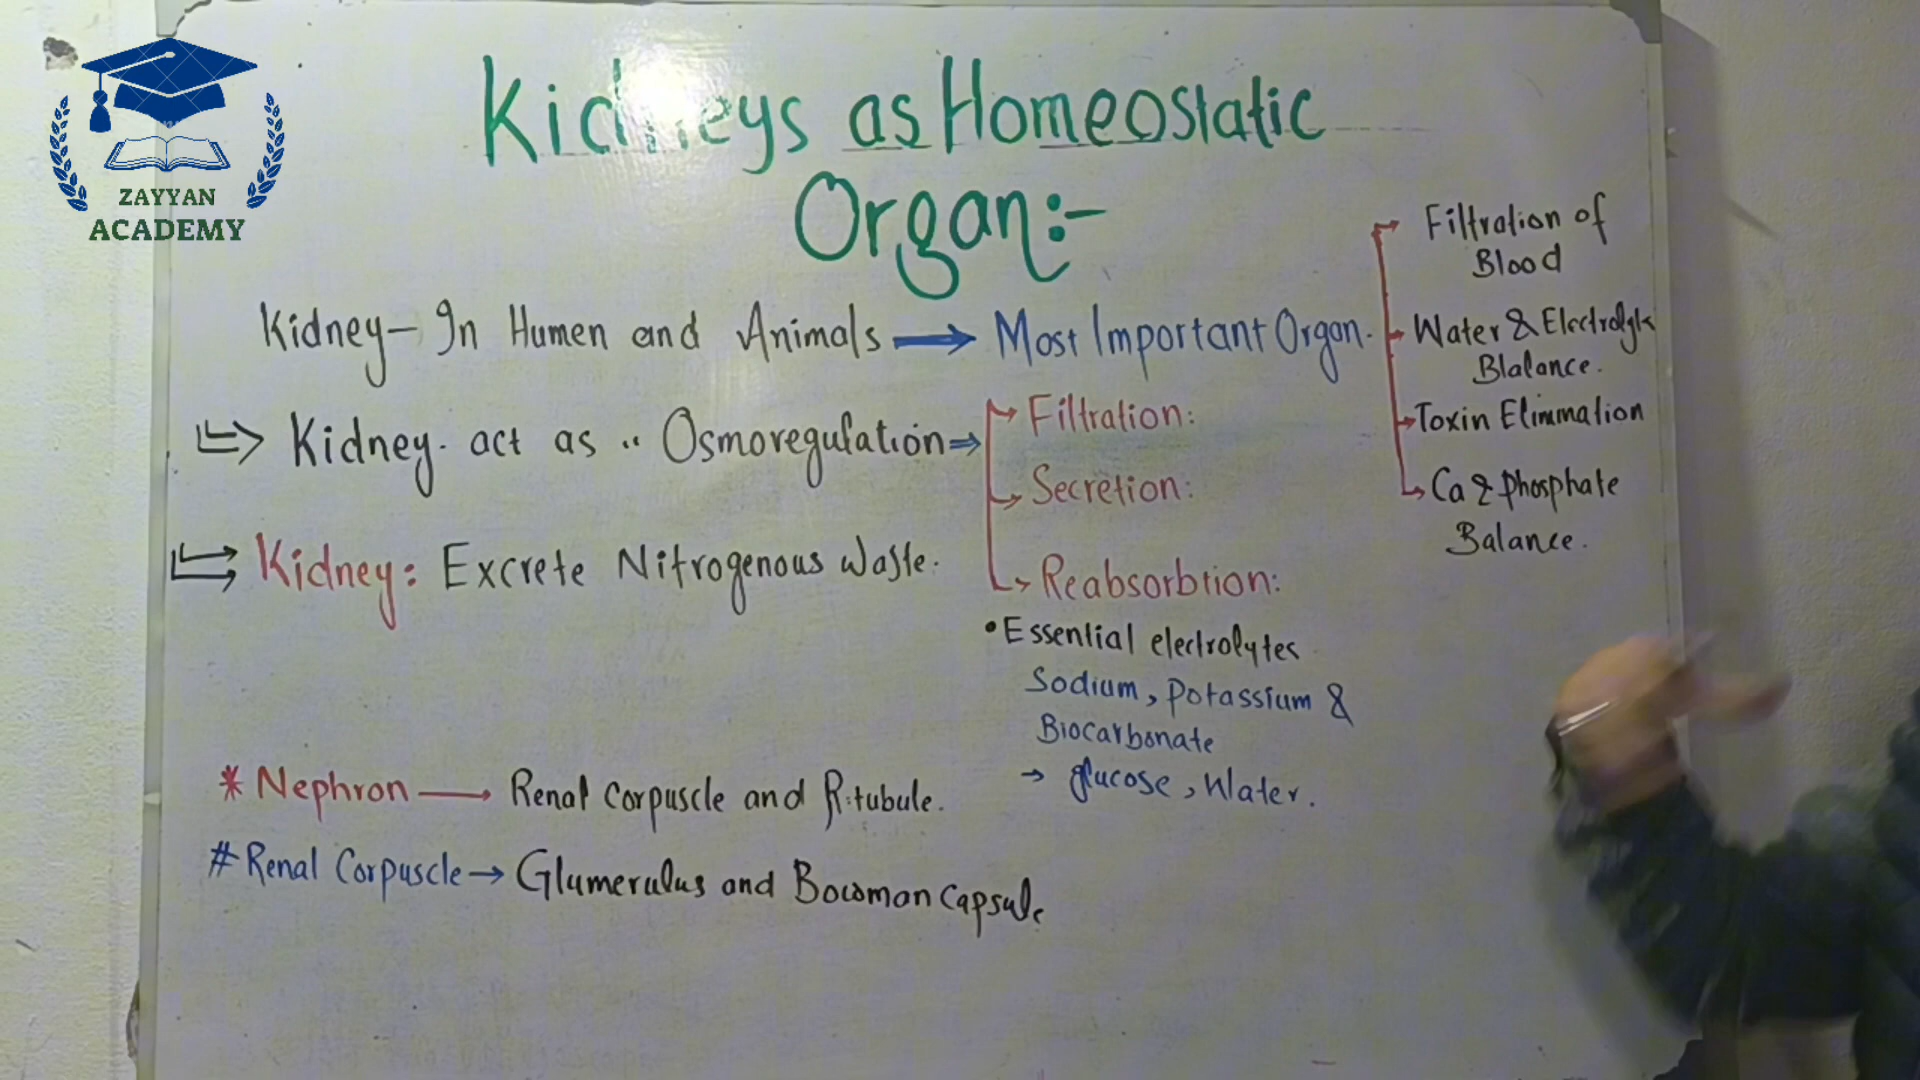 ZAYYAN
ACADEMY
Kidneys as Homeostatic
Organ:-
Kidney- In Humen and Animals → Most Important Organ.
Filtration of
Blood
Water & Electrolyte
Blalance.
Toxin Elimination
Ca & Phosphate
Balance.
⇒ Kidney. act as " Osmoregulation ⇒
Filtration:
Secretion:
Reabsorbtion:
⇒ Kidney: Excrete Nitrogenous Waste.
• Essential electrolytes
Sodium, Potassium &
Biocarbonate
→ glucose, Water.
* Nephron → Renal Corpuscle and R.tubule.
# Renal Corpuscle → Glumerulus and Bowman Capsule